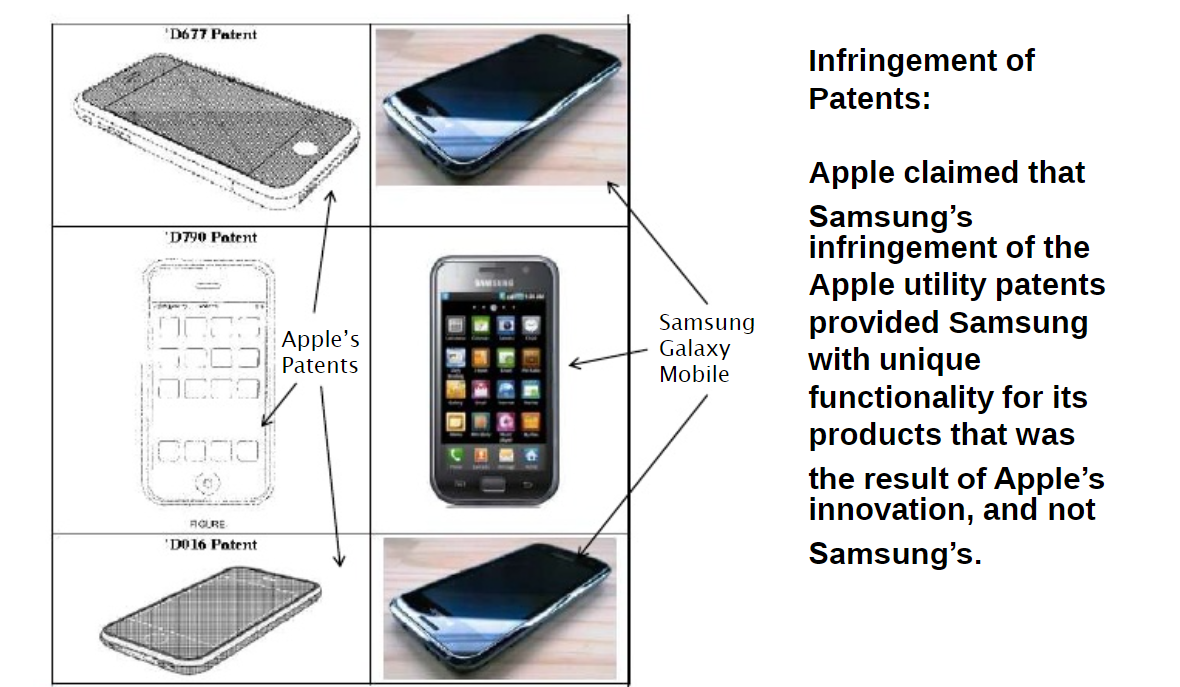 'D677 Patent
'D790 Patent
FIGURE
'D016 Patent
Apple's
Patents
SAMSUNG
Samsung
Galaxy
Mobile
Infringement of
Patents:
Apple claimed that
Samsung’s
infringement of the
Apple utility patents
provided Samsung
with unique
functionality for its
products that was
the result of Apple’s
innovation, and not
Samsung’s.